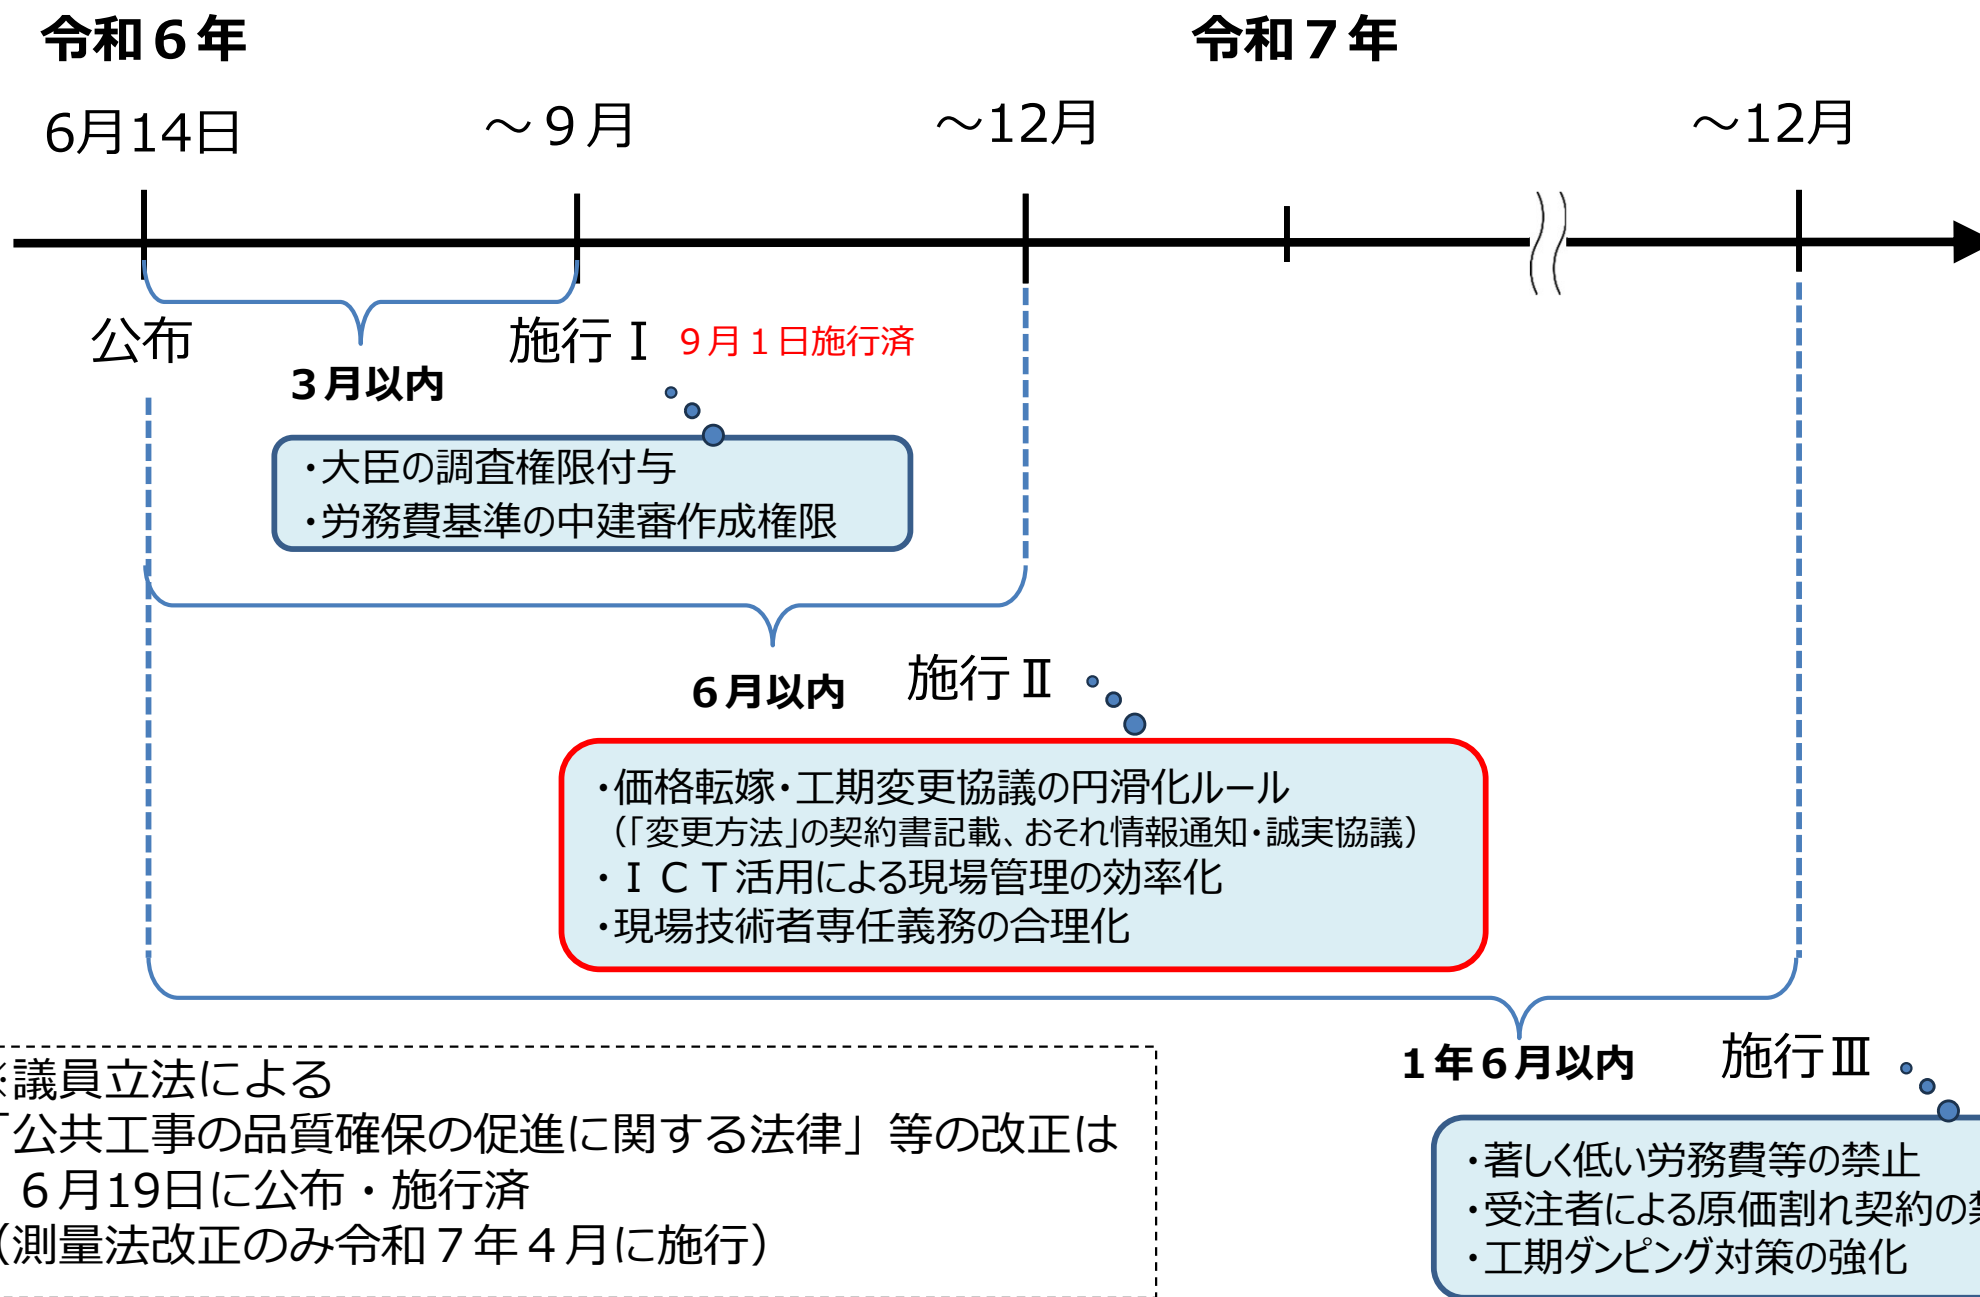 令和６年
令和７年
6月14日
～９月
～12月
～12月
公布
施行Ⅰ
９月１日施行済
３月以内
・大臣の調査権限付与
・労務費基準の中建審作成権限
６月以内
施行Ⅱ
・価格転嫁・工期変更協議の円滑化ルール
（「変更方法」の契約書記載、おそれ情報通知・誠実協議）
・ＩＣＴ活用による現場管理の効率化
・現場技術者専任義務の合理化
１年６月以内
施行Ⅲ
・著しく低い労務費等の禁止
・受注者による原価割れ契約の
・工期ダンピング対策の強化
※議員立法による
「公共工事の品質確保の促進に関する法律」等の改正は
６月19日に公布・施行済
（測量法改正のみ令和７年４月に施行）